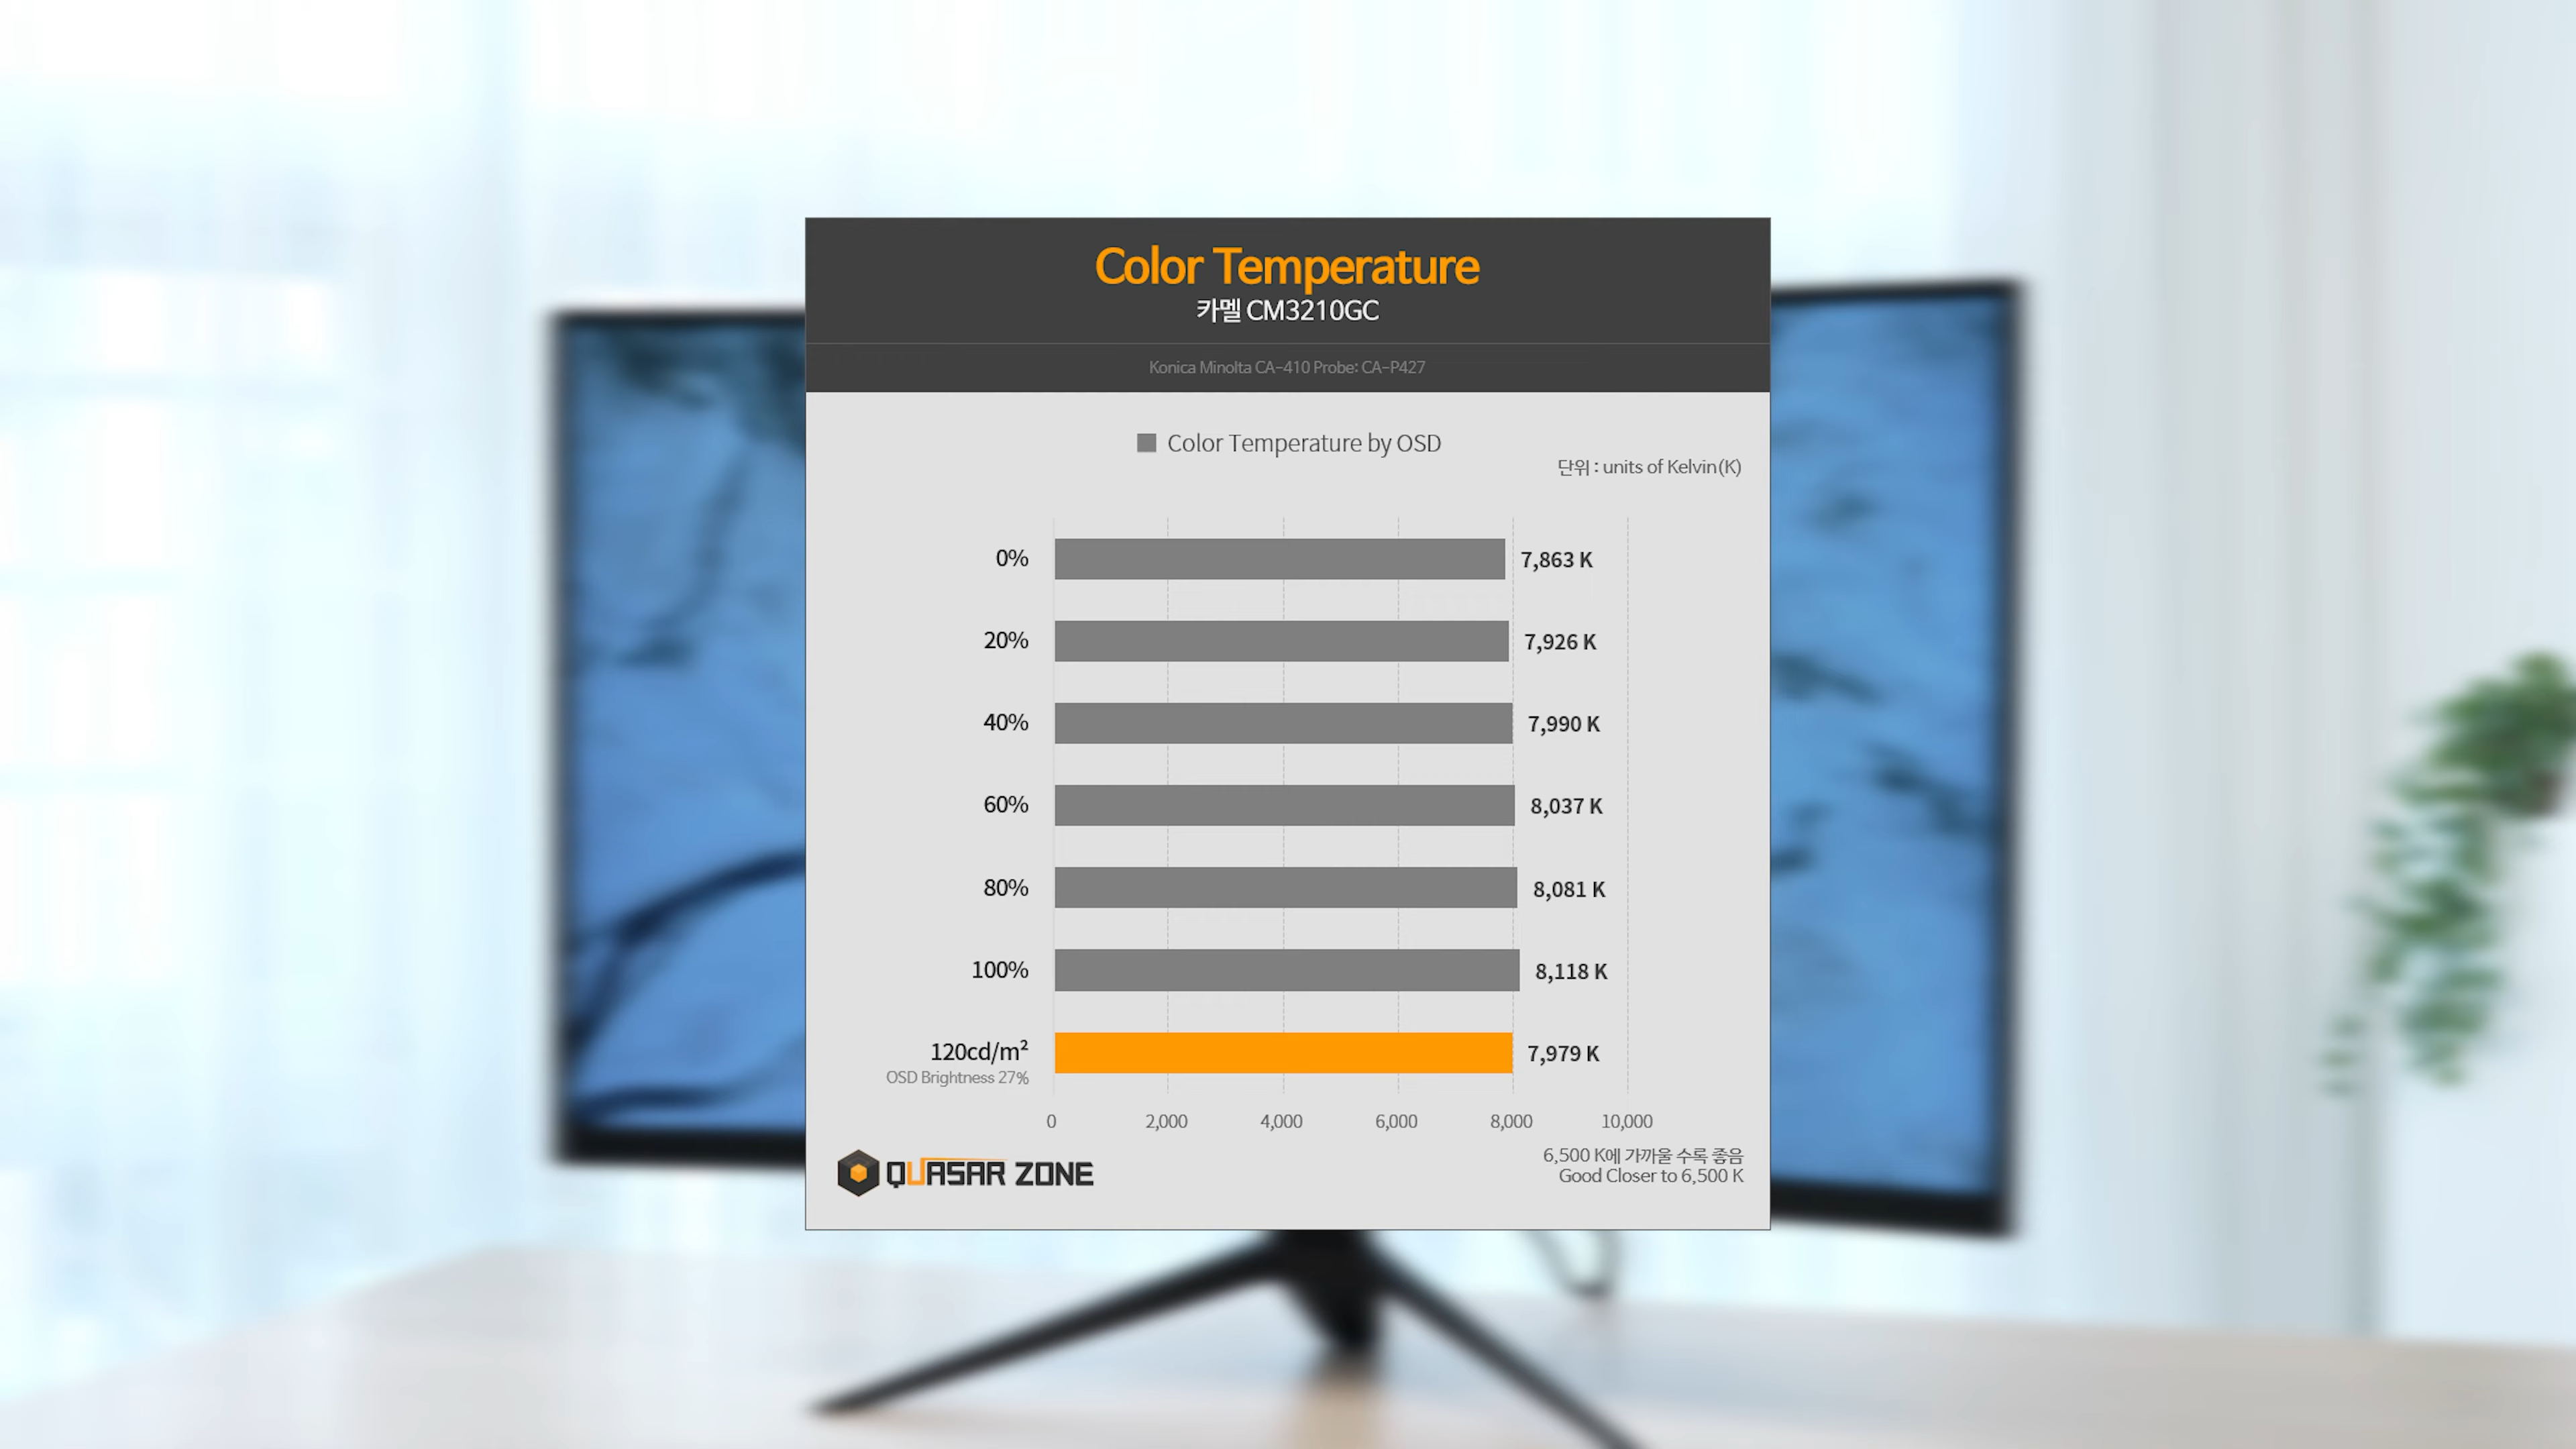 Color Temperature
카멜 CM3210GC
Konica Minolta CA-410 Probe: CA-P427
Color Temperature by OSD
단위 : units of Kelvin(K)
0% 7,863 K
20% 7,926 K
40% 7,990 K
60% 8,037 K
80% 8,081 K
100% 8,118 K
120cd/m² 7,979 K
OSD Brightness 27%
0 2,000 4,000 6,000 8,000 10,000
QUASAR ZONE
6,500 K에 가까울 수록 좋음
Good Closer to 6,500 K